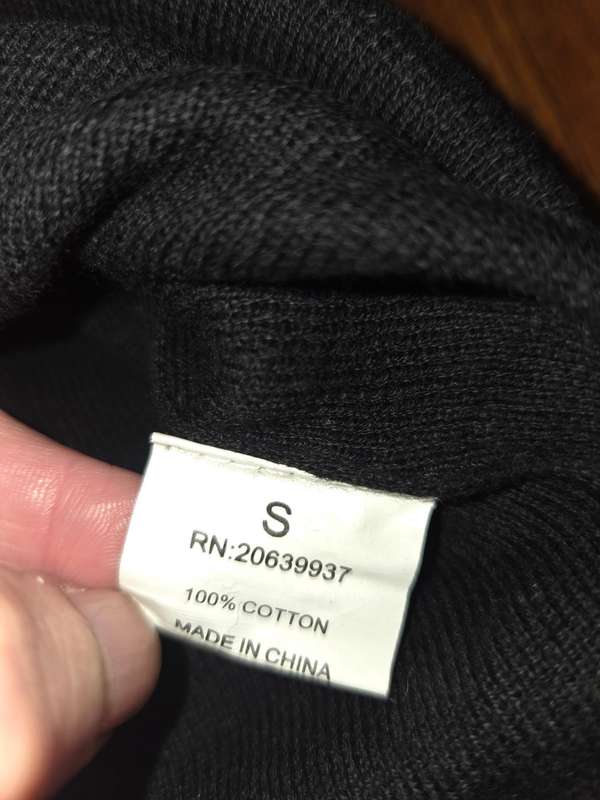 S
RN:20639937
100% COTTON
MADE IN CHINA